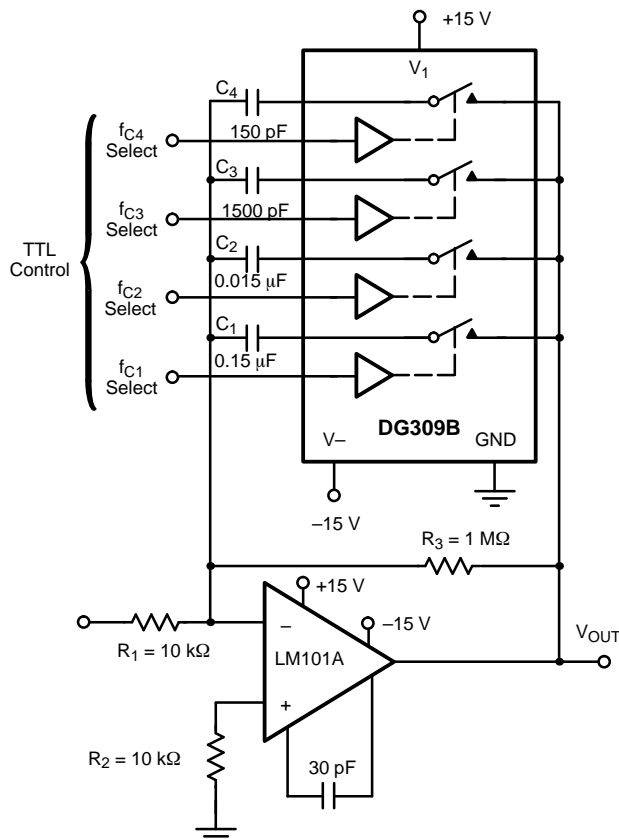 +15 V
V1
C4
fC4
Select
150 pF
C3
fC3
Select
1500 pF
TTL
Control
C2
fC2
Select
0.015 μF
C1
fC1
Select
0.15 μF
DG309B
V–
GND
–15 V
R3 = 1 MΩ
+15 V
–15 V
VOUT
R1 = 10 kΩ
–
LM101A
+
R2 = 10 kΩ
30 pF